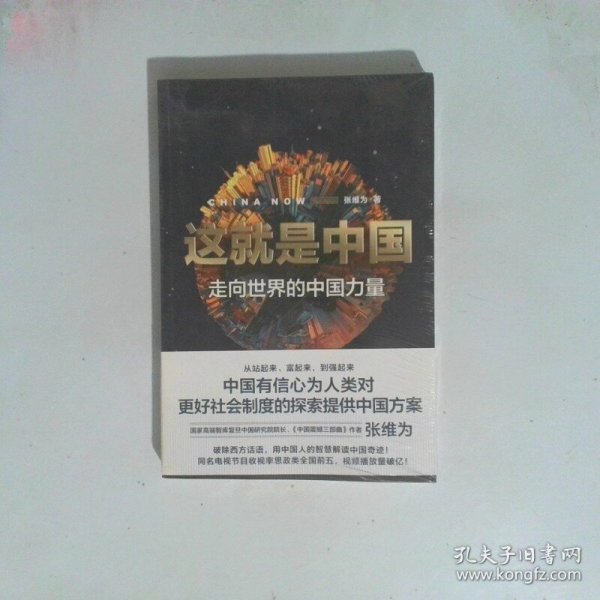 CHINA NOW 张维为 著
这就是中国
走向世界的中国力量
从站起来、富起来，到强起来
中国有信心为人类对
更好社会制度的探索提供中国方案
国家高端智库复旦中国研究院院长、《中国震撼三部曲》作者 张维为
破除西方话语，用中国人的智慧解读中国奇迹！
同名电视节目收视率思政类全国前五，视频播放量破亿！
孔夫子旧书网
www.kongfz.com